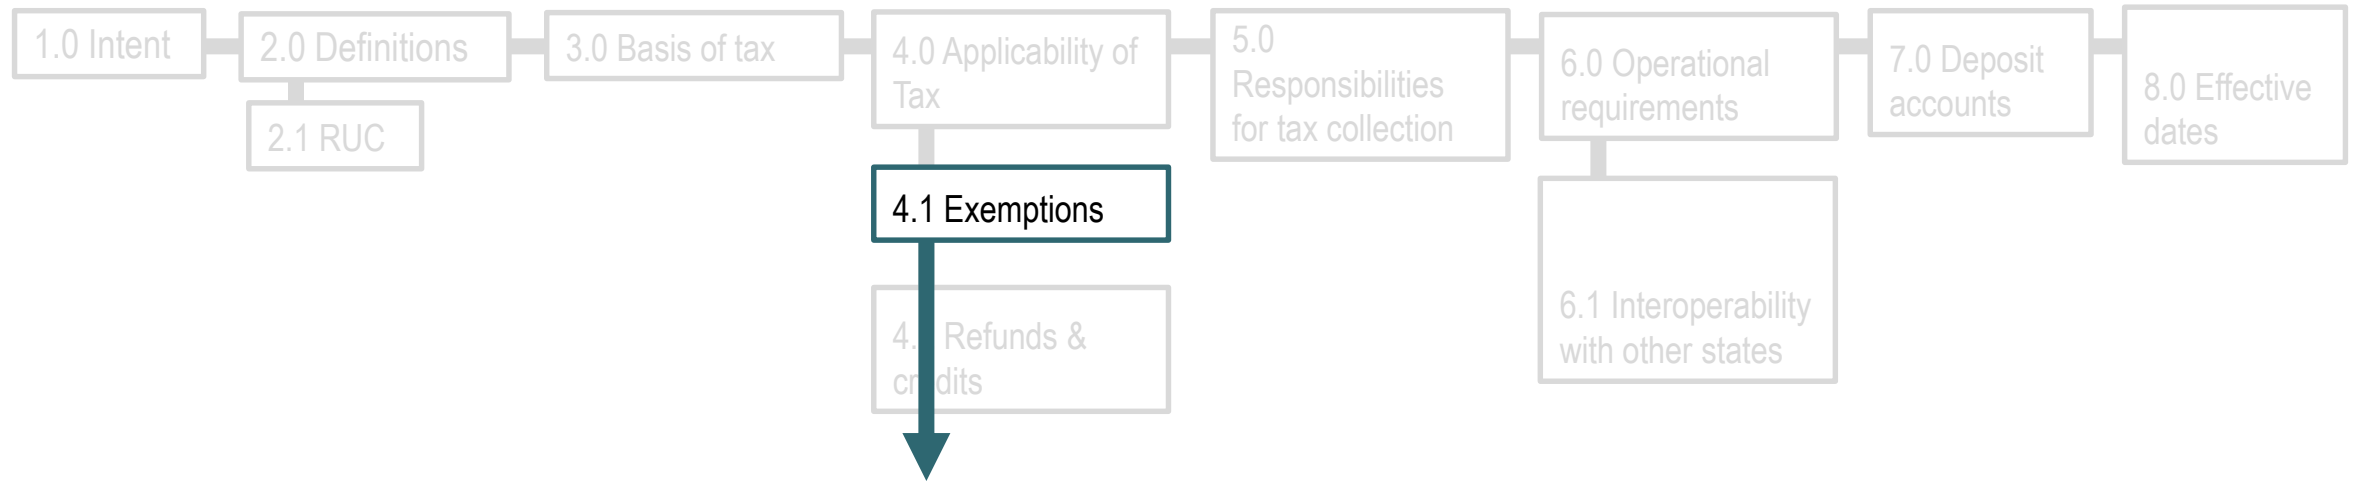 1.0 Intent
2.0 Definitions
2.1 RUC
3.0 Basis of tax
4.0 Applicability of
Tax
4.1 Exemptions
4. Refunds &
cr dits
5.0
Responsibilities
for tax collection
6.0 Operational
requirements
6.1 Interoperability
with other states
7.0 Deposit
accounts
8.0 Effective
dates